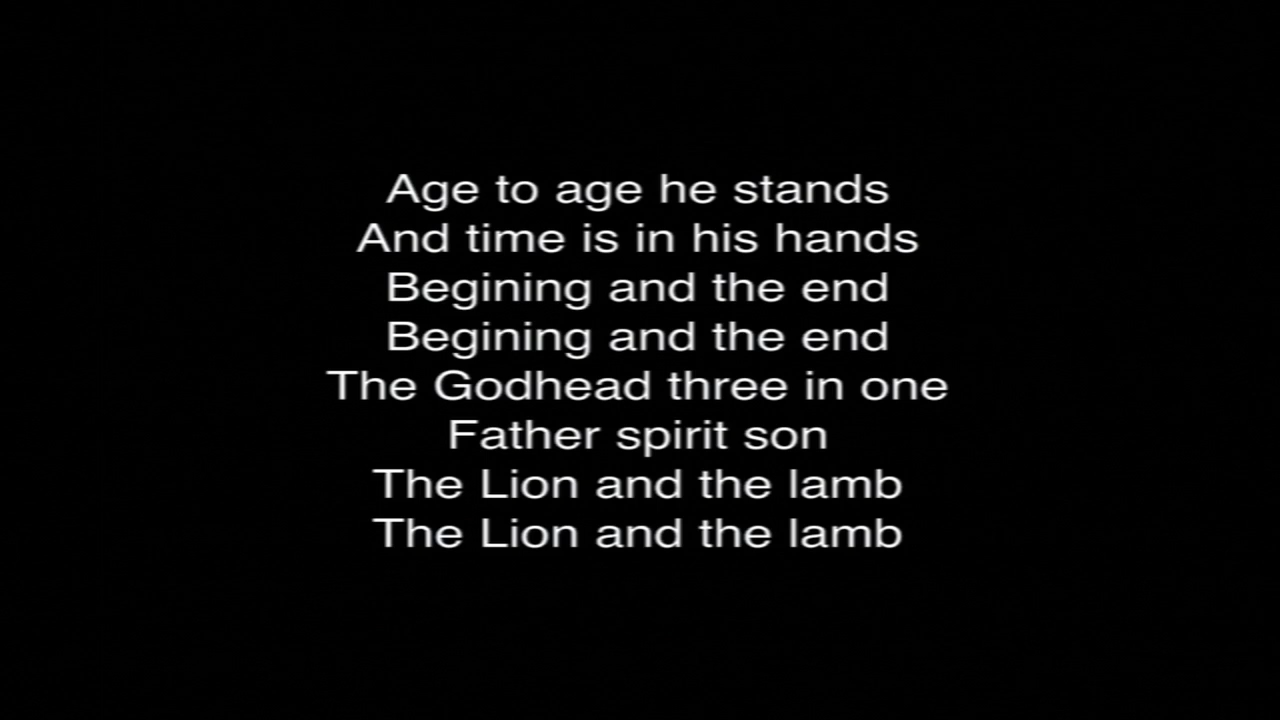 Age to age he stands
And time is in his hands
Begining and the end
Begining and the end
The Godhead three in one
Father spirit son
The Lion and the lamb
The Lion and the lamb